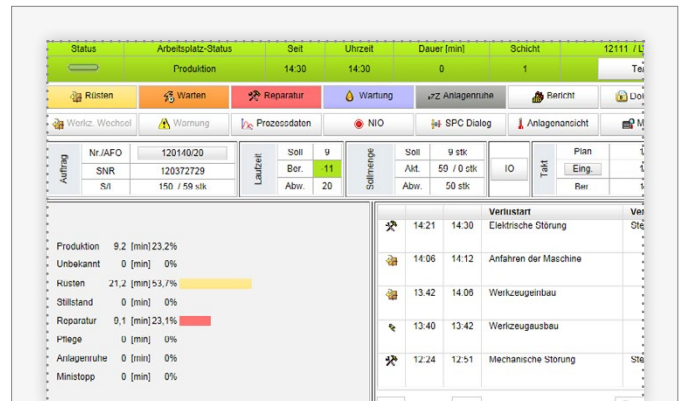 Status Arbeitsplatz-Status Seit Uhrzeit Dauer [min] Schicht 12111 / L
Produktion 14:30 14:30 0 1
Rüsten Warten Reparatur Wartung Anlagenruhe Bericht
Werkz. Wechsel Warnung Prozessdaten NIO SPC Dialog Anlagenansicht
Auftrag Nr./AFO 120140/20 Laufzeit Soll 9 Sollmenge Soll 9 stk Takt Plan
SNR 120372729 Ber. -11 Akt. 59 / 0 stk IO Eing.
S/I 150 / 59 stk Abw. 20 Abw. 50 stk Ber
Verlustart
14:21 14:30 Elektrische Störung
Produktion 9,2 [min] 23,2%
Unbekannt 0 [min] 0%
14:06 14:12 Anfahren der Maschine
Rüsten 21,2 [min] 53,7%
13:42 14:06 Werkzeugeinbau
Stillstand 0 [min] 0%
Reparatur 9,1 [min] 23,1%
13:40 13:42 Werkzeugausbau
Pflege 0 [min] 0%
Anlagenruhe 0 [min] 0%
12:24 12:51 Mechanische Störung
Ministopp 0 [min] 0%